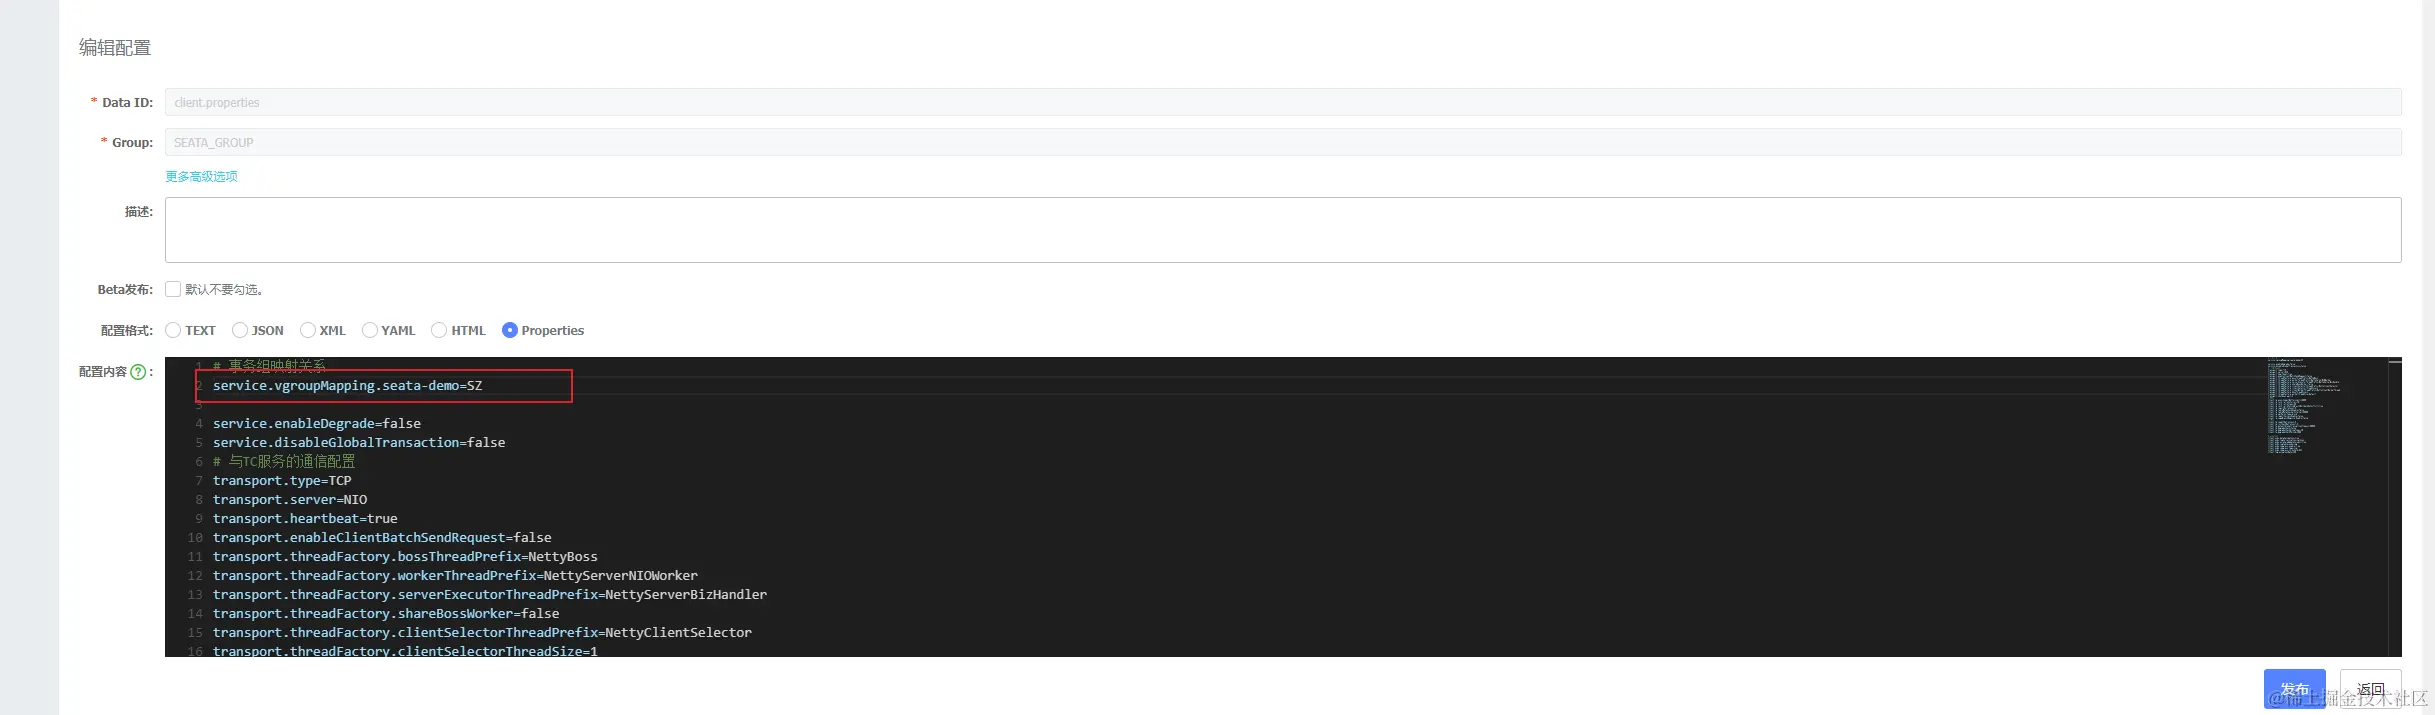 编辑配置
* Data ID: client.properties
* Group: SEATA_GROUP
更多高级选项
描述:
Beta发布: 默认不要勾选。
配置格式: TEXT JSON XML YAML HTML Properties
配置内容 ? :
1 # 事务组映射关系
2 service.vgroupMapping.seata-demo=SZ
3
4 service.enableDegrade=false
5 service.disableGlobalTransaction=false
6 # 与TC服务的通信配置
7 transport.type=TCP
8 transport.server=NIO
9 transport.heartbeat=true
10 transport.enableClientBatchSendRequest=false
11 transport.threadFactory.bossThreadPrefix=NettyBoss
12 transport.threadFactory.workerThreadPrefix=NettyServerNIOWorker
13 transport.threadFactory.serverExecutorThreadPrefix=NettyServerBizHandler
14 transport.threadFactory.shareBossWorker=false
15 transport.threadFactory.clientSelectorThreadPrefix=NettyClientSelector
16 transport.threadFactory.clientSelectorThreadSize=1
发布 返回
@稀土掘金技术社区